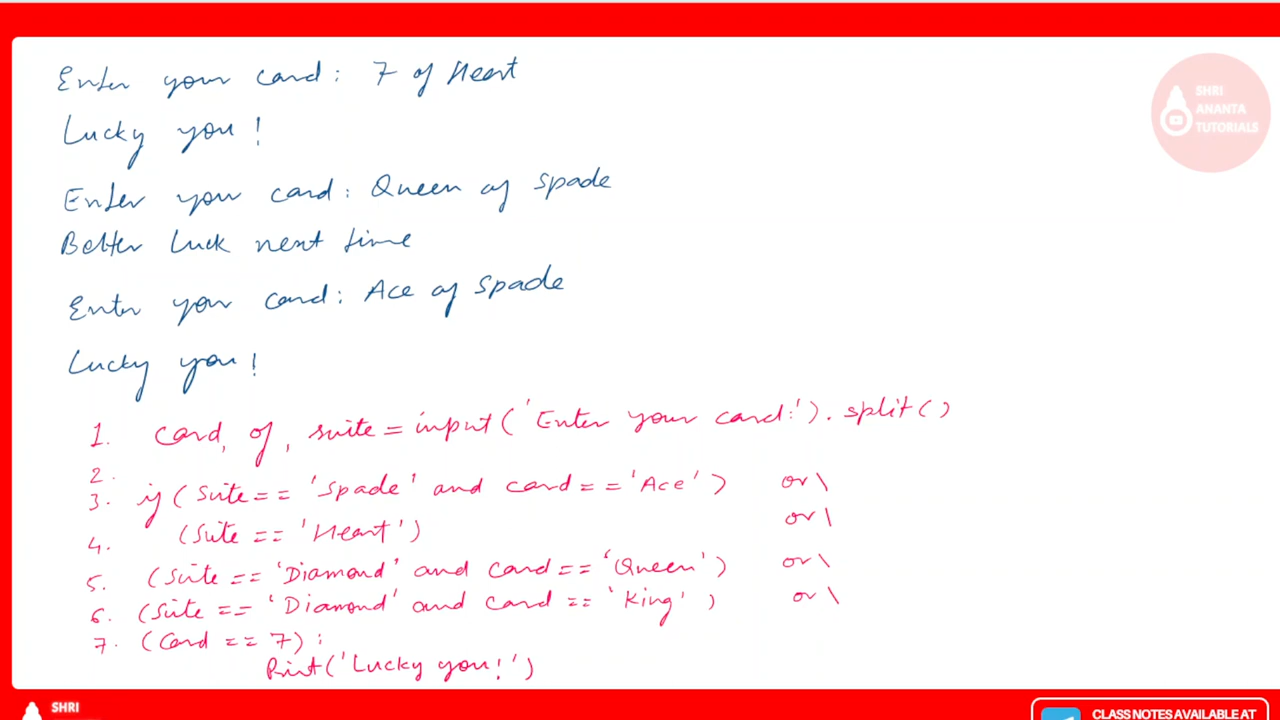 SHRI
ANANTA
TUTORIALS
Enter your card: 7 of Heart
Lucky you!
Enter your card: Queen of spade
Better Luck next time
Enter your card: Ace of spade
Lucky you!
1. card, of, suite = input('Enter your card:').split()
2.
3. if (suite == 'spade' and card == 'Ace') or\
4. (suite == 'Heart') or\
5. (suite == 'Diamond' and card == 'Queen') or\
6. (suite == 'Diamond' and card == 'King') or\
7. (card == 7):
Print('Lucky you!')
SHRI
CLASS NOTES AVAILABLE AT